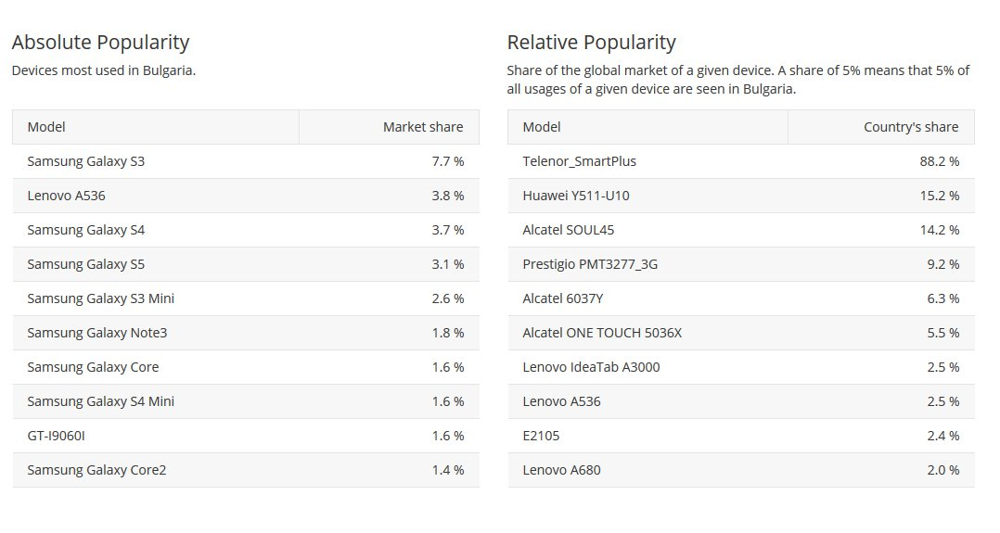 Absolute Popularity
Devices most used in Bulgaria.
Model Market share
Samsung Galaxy S3 7.7 %
Lenovo A536 3.8 %
Samsung Galaxy S4 3.7 %
Samsung Galaxy S5 3.1 %
Samsung Galaxy S3 Mini 2.6 %
Samsung Galaxy Note3 1.8 %
Samsung Galaxy Core 1.6 %
Samsung Galaxy S4 Mini 1.6 %
GT-I9060I 1.6 %
Samsung Galaxy Core2 1.4 %
Relative Popularity
Share of the global market of a given device. A share of 5% means that 5% of
all usages of a given device are seen in Bulgaria.
Model Country's share
Telenor_SmartPlus 88.2 %
Huawei Y511-U10 15.2 %
Alcatel SOUL45 14.2 %
Prestigio PMT3277_3G 9.2 %
Alcatel 6037Y 6.3 %
Alcatel ONE TOUCH 5036X 5.5 %
Lenovo IdeaTab A3000 2.5 %
Lenovo A536 2.5 %
E2105 2.4 %
Lenovo A680 2.0 %